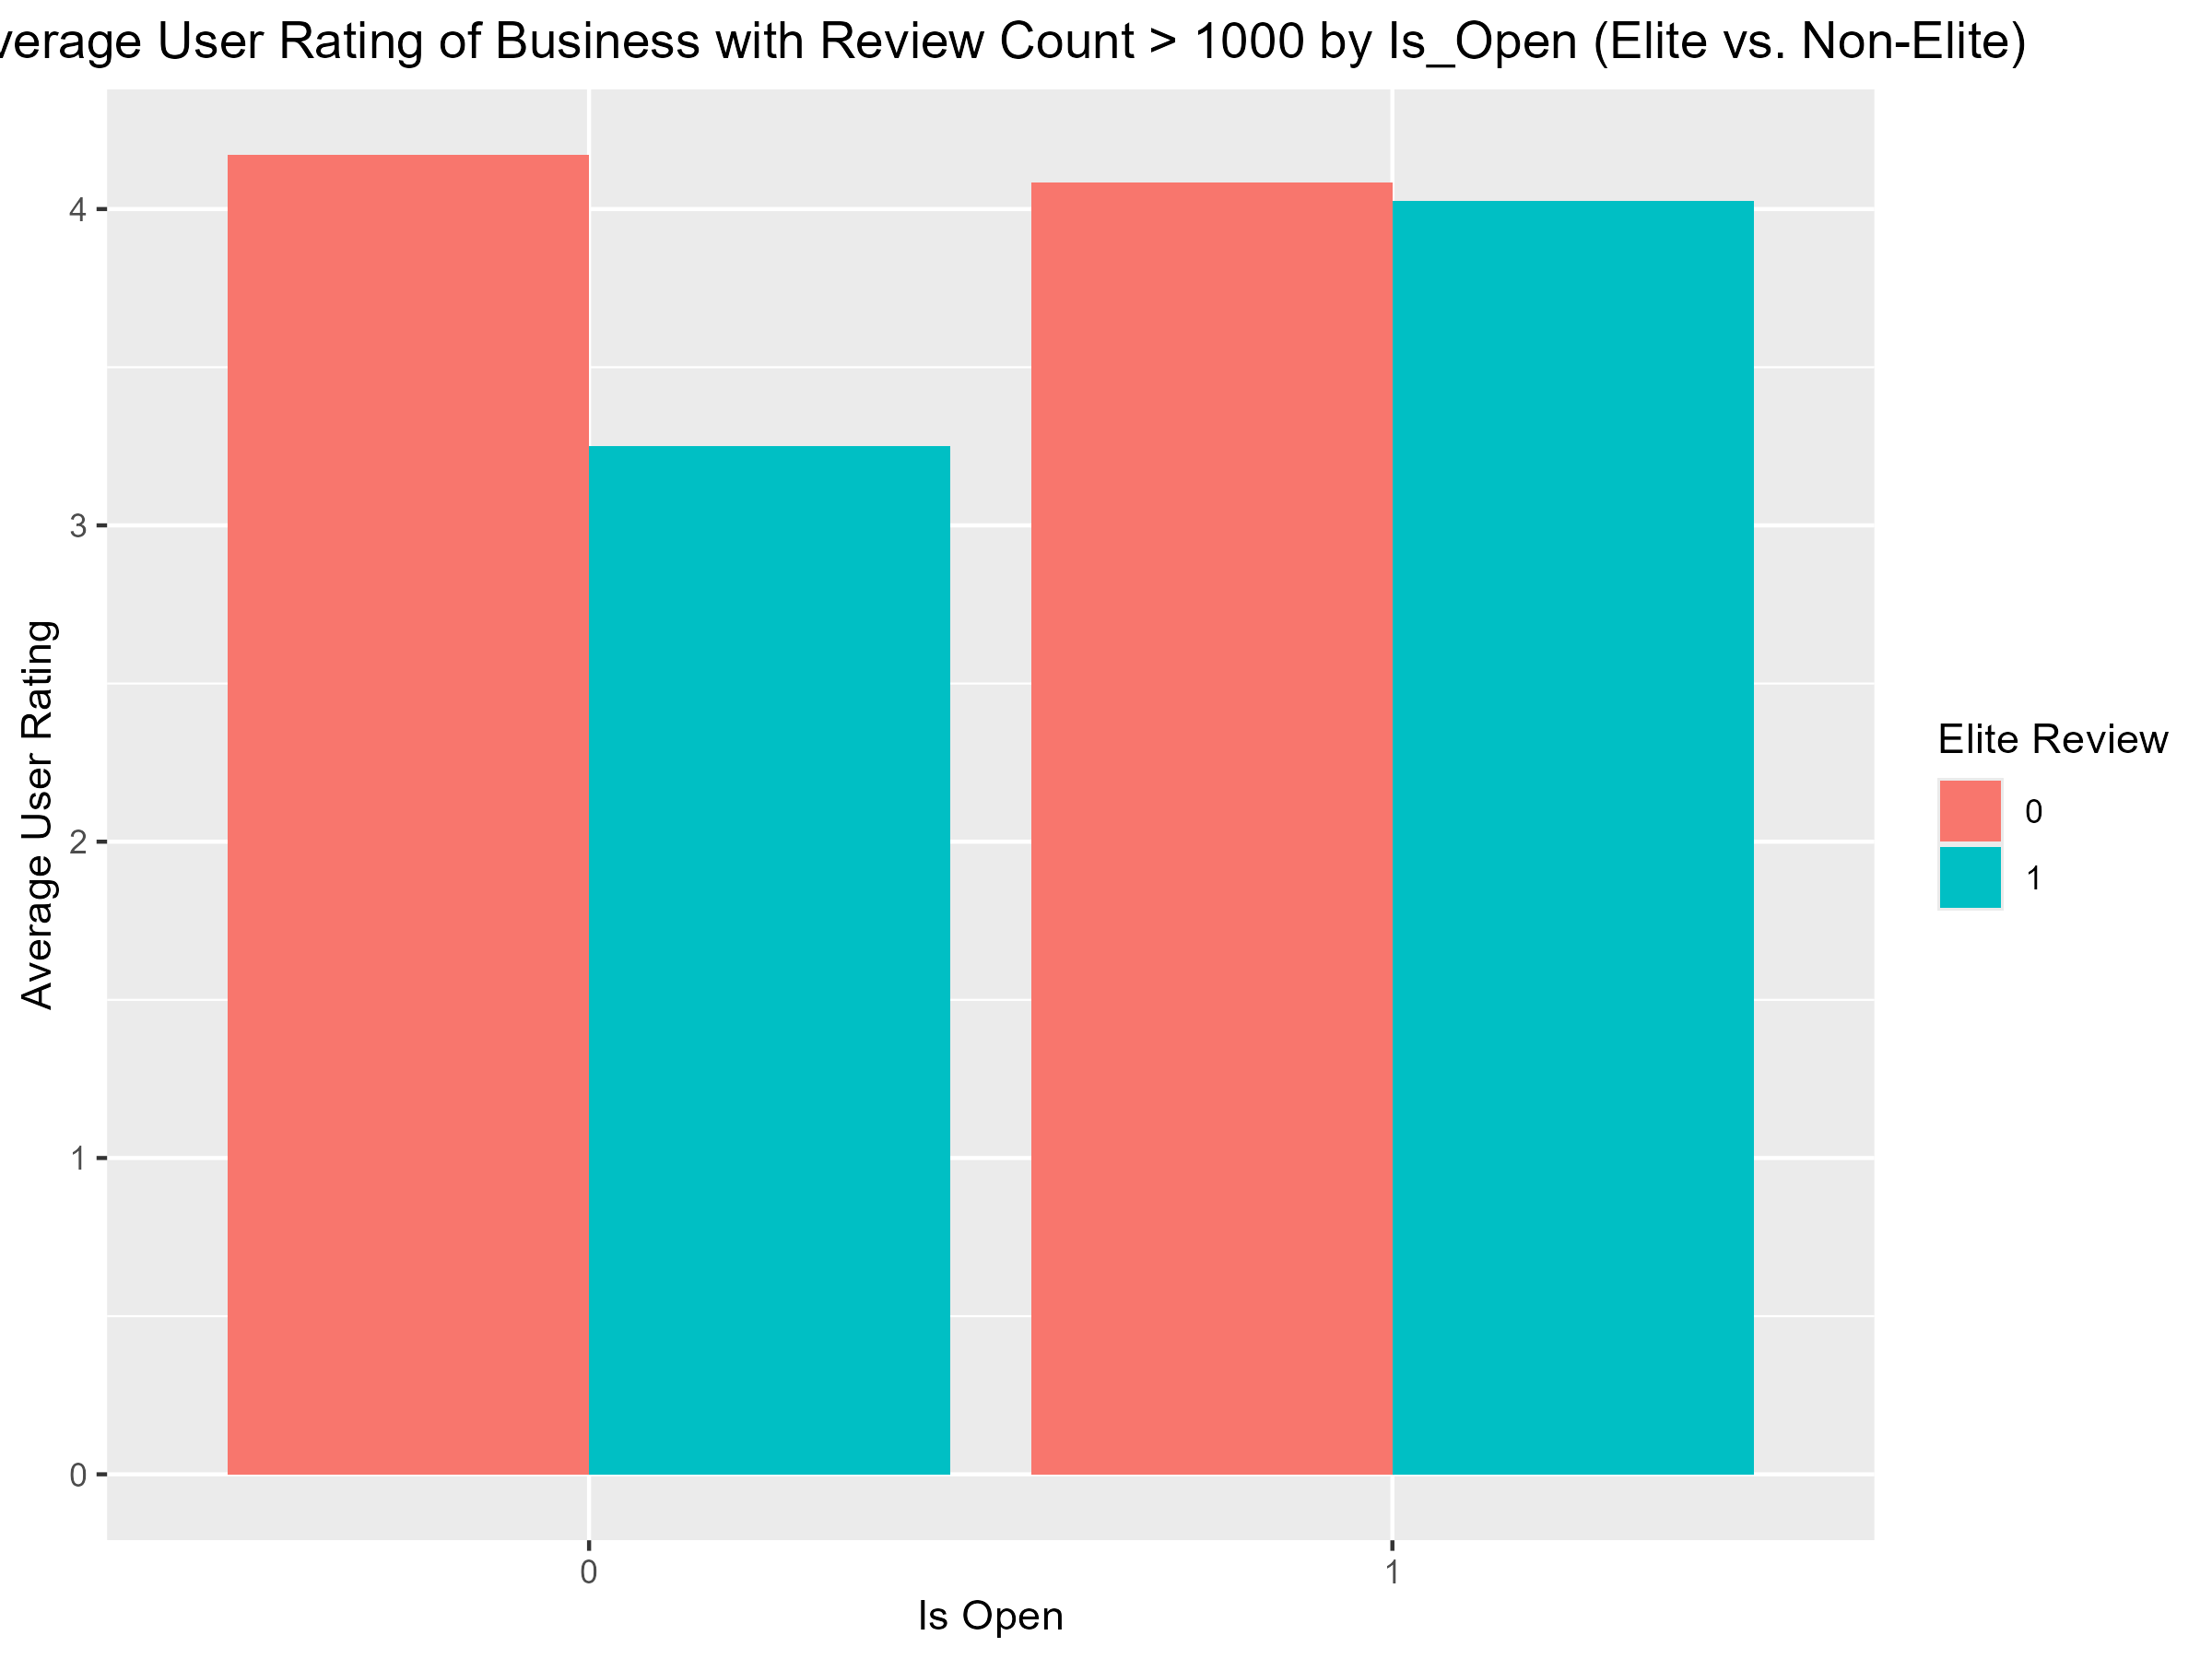 verage User Rating of Business with Review Count > 1000 by Is_Open (Elite vs. Non-Elite)
Average User Rating
4
3
2
1
0
0
1
Is Open
Elite Review
0
1